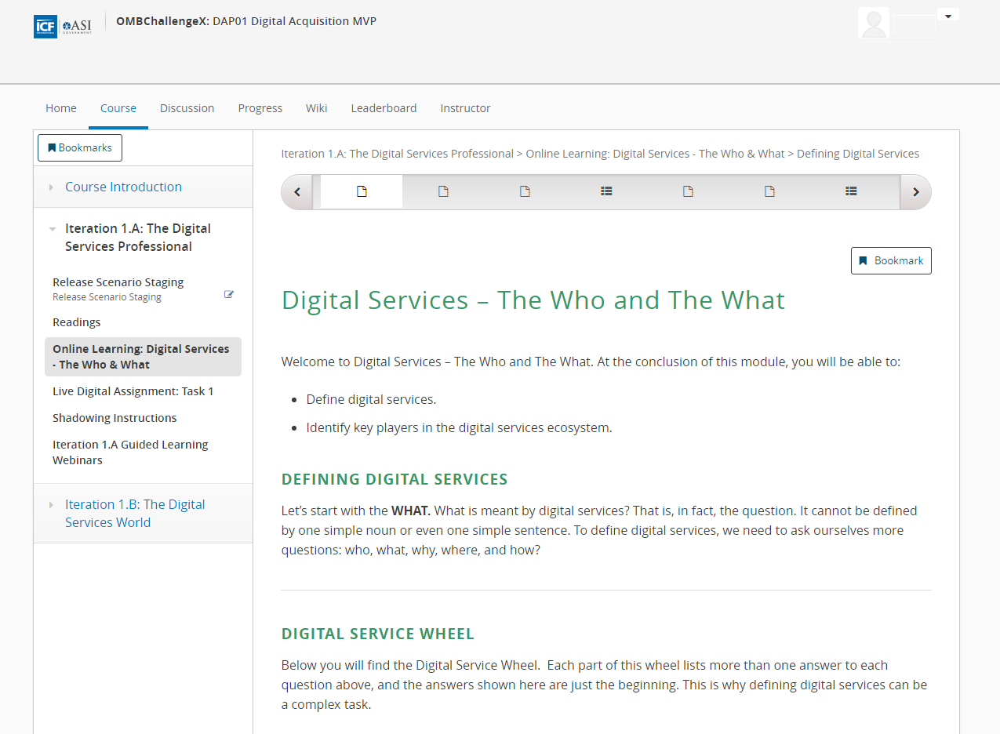 ICF
INTERNATIONAL
ASI
GOVERNMENT
OMBChallengeX: DAP01 Digital Acquisition MVP
Home
Course
Discussion
Progress
Wiki
Leaderboard
Instructor
Bookmarks
Course Introduction
Iteration 1.A: The Digital
Services Professional
Release Scenario Staging
Release Scenario Staging
Readings
Online Learning: Digital Services
- The Who & What
Live Digital Assignment: Task 1
Shadowing Instructions
Iteration 1.A Guided Learning
Webinars
Iteration 1.B: The Digital
Services World
Iteration 1.A: The Digital Services Professional > Online Learning: Digital Services - The Who & What > Defining Digital Services
Bookmark
Digital Services – The Who and The What
Welcome to Digital Services – The Who and The What. At the conclusion of this module, you will be able to:
• Define digital services.
• Identify key players in the digital services ecosystem.
DEFINING DIGITAL SERVICES
Let’s start with the WHAT. What is meant by digital services? That is, in fact, the question. It cannot be defined
by one simple noun or even one simple sentence. To define digital services, we need to ask ourselves more
questions: who, what, why, where, and how?
DIGITAL SERVICE WHEEL
Below you will find the Digital Service Wheel.  Each part of this wheel lists more than one answer to each
question above, and the answers shown here are just the beginning. This is why defining digital services can be
a complex task.